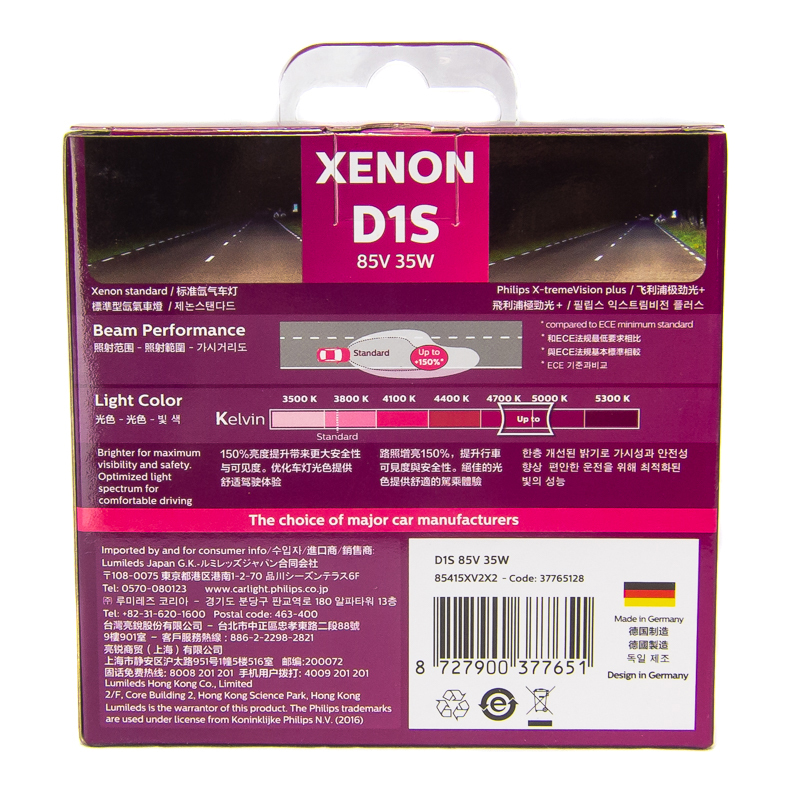 XENON
D1S
85V 35W
Xenon standard / 标准氙气车灯
標準型氙氣車燈 / 제논스탠다드
Philips X-tremeVision plus / 飞利浦极劲光+
飛利浦極勁光+ / 필립스 익스트림비전 플러스
Beam Performance
照射范围 - 照射範圍 - 가시거리도
Standard
Up to
+150%*
* compared to ECE minimum standard
* 和ECE法规最低要求相比
* 與ECE法規基本標準相較
* ECE 기준과비교
Light Color
光色 - 光色 - 빛 색
Kelvin
3500 K 3800 K 4100 K 4400 K 4700 K 5000 K 5300 K
Up to
Standard
Brighter for maximum
visibility and safety.
Optimized light
spectrum for
comfortable driving
150%亮度提升带来更大安全性
与可见度。优化车灯光色提供
舒适驾驶体验
路照增亮150%，提升行車
可見度與安全性。絕佳的光
色提供舒適的駕乘體驗
한층 개선된 밝기로 가시성과 안전성
향상 편안한 운전을 위해 최적화된
빛의 성능
The choice of major car manufacturers
Imported by and for consumer info/수입자/進口商/銷售商:
Lumileds Japan G.K.-ルミレッズジャパン合同会社
〒108-0075 東京都港区港南1-2-70 品川シーズンテラス6F
Tel: 0570-080123 www.carlight.philips.co.jp
㈜ 루미레즈 코리아 - 경기도 분당구 판교역로 180 알파타워 13층
Tel: +82-31-620-1600 Postal code: 463-400
台灣亮銳股份有限公司 - 台北市中正區忠孝東路二段88號
9樓901室 - 客戶服務熱線 : 886-2-2298-2821
亮锐商贸 ( 上海 ) 有限公司
上海市静安区沪太路951号1幢5楼516室 邮编:200072
固话免费热线: 8008 201 201 手机用户拨打: 4009 201 201
Lumileds Hong Kong Co., Limited
2/F, Core Building 2, Hong Kong Science Park, Hong Kong
Lumileds is the warrantor of this product. The Philips trademarks
are used under license from Koninklijke Philips N.V. (2016)
D1S 85V 35W
85415XV2X2 - Code: 37765128
8 727900 377651
Made in Germany
德国制造
德國製造
독일 제조
Design in Germany